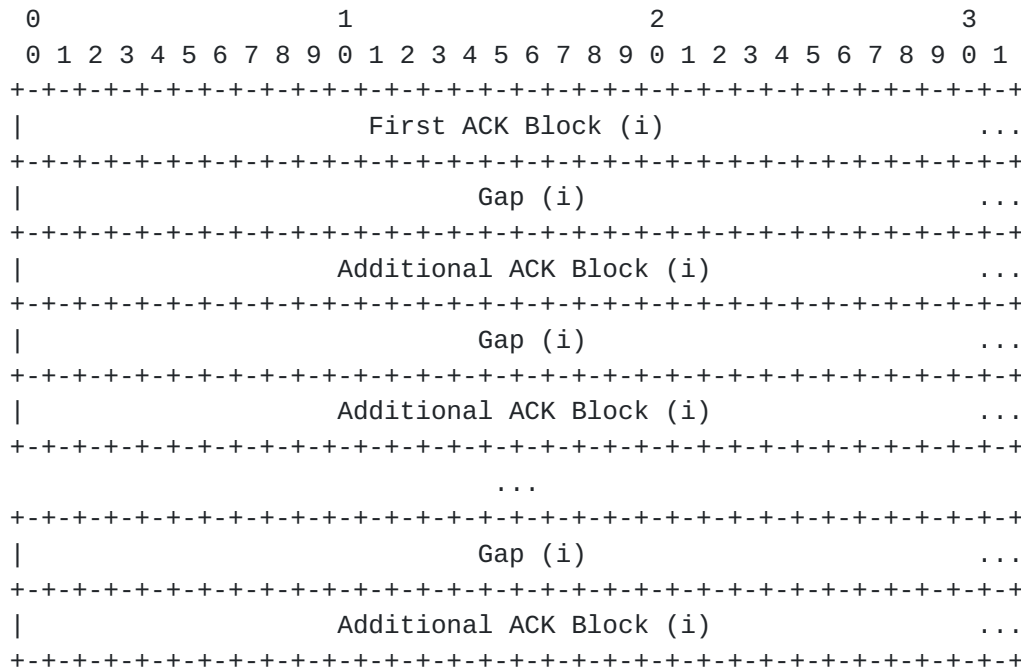 0                   1                   2                   3
 0 1 2 3 4 5 6 7 8 9 0 1 2 3 4 5 6 7 8 9 0 1 2 3 4 5 6 7 8 9 0 1
+-+-+-+-+-+-+-+-+-+-+-+-+-+-+-+-+-+-+-+-+-+-+-+-+-+-+-+-+-+-+-+-+
|                      First ACK Block (i)                    ...
+-+-+-+-+-+-+-+-+-+-+-+-+-+-+-+-+-+-+-+-+-+-+-+-+-+-+-+-+-+-+-+-+
|                             Gap (i)                         ...
+-+-+-+-+-+-+-+-+-+-+-+-+-+-+-+-+-+-+-+-+-+-+-+-+-+-+-+-+-+-+-+-+
|                    Additional ACK Block (i)                 ...
+-+-+-+-+-+-+-+-+-+-+-+-+-+-+-+-+-+-+-+-+-+-+-+-+-+-+-+-+-+-+-+-+
|                             Gap (i)                         ...
+-+-+-+-+-+-+-+-+-+-+-+-+-+-+-+-+-+-+-+-+-+-+-+-+-+-+-+-+-+-+-+-+
|                    Additional ACK Block (i)                 ...
+-+-+-+-+-+-+-+-+-+-+-+-+-+-+-+-+-+-+-+-+-+-+-+-+-+-+-+-+-+-+-+-+
                               ...
+-+-+-+-+-+-+-+-+-+-+-+-+-+-+-+-+-+-+-+-+-+-+-+-+-+-+-+-+-+-+-+-+
|                             Gap (i)                         ...
+-+-+-+-+-+-+-+-+-+-+-+-+-+-+-+-+-+-+-+-+-+-+-+-+-+-+-+-+-+-+-+-+
|                    Additional ACK Block (i)                 ...
+-+-+-+-+-+-+-+-+-+-+-+-+-+-+-+-+-+-+-+-+-+-+-+-+-+-+-+-+-+-+-+-+